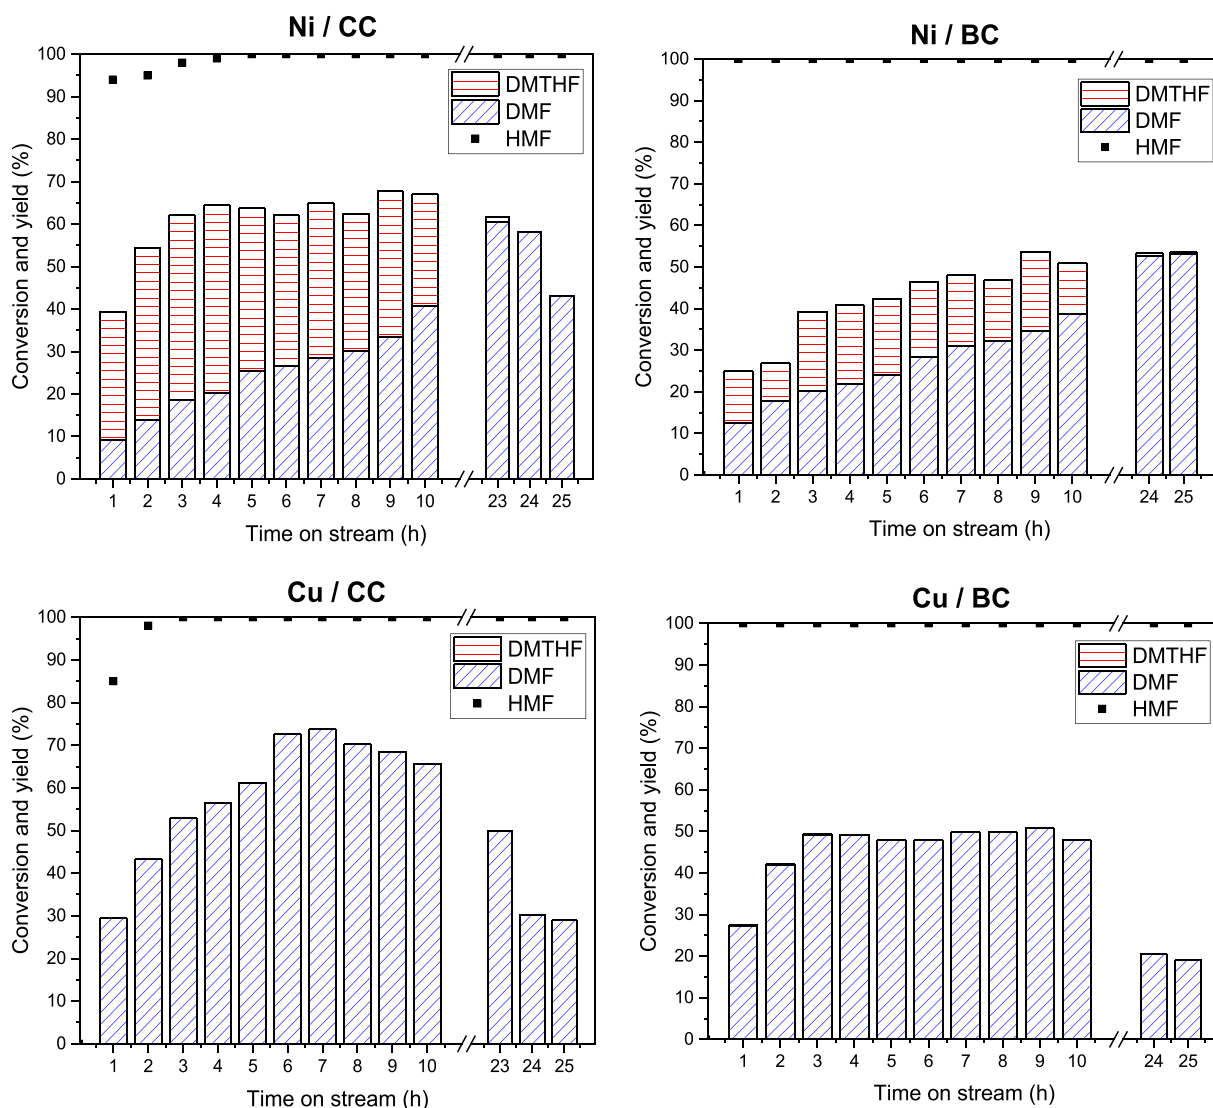 Ni / CC
100
90
80
70
60
50
40
30
20
10
0
Conversion and yield (%)
DMTHF
DMF
HMF
1 2 3 4 5 6 7 8 9 10 23 24 25
Time on stream (h)
Ni / BC
100
90
80
70
60
50
40
30
20
10
0
Conversion and yield (%)
DMTHF
DMF
HMF
1 2 3 4 5 6 7 8 9 10 24 25
Time on stream (h)
Cu / CC
100
90
80
70
60
50
40
30
20
10
0
Conversion and yield (%)
DMTHF
DMF
HMF
1 2 3 4 5 6 7 8 9 10 23 24 25
Time on stream (h)
Cu / BC
100
90
80
70
60
50
40
30
20
10
0
Conversion and yield (%)
DMTHF
DMF
HMF
1 2 3 4 5 6 7 8 9 10 24 25
Time on stream (h)